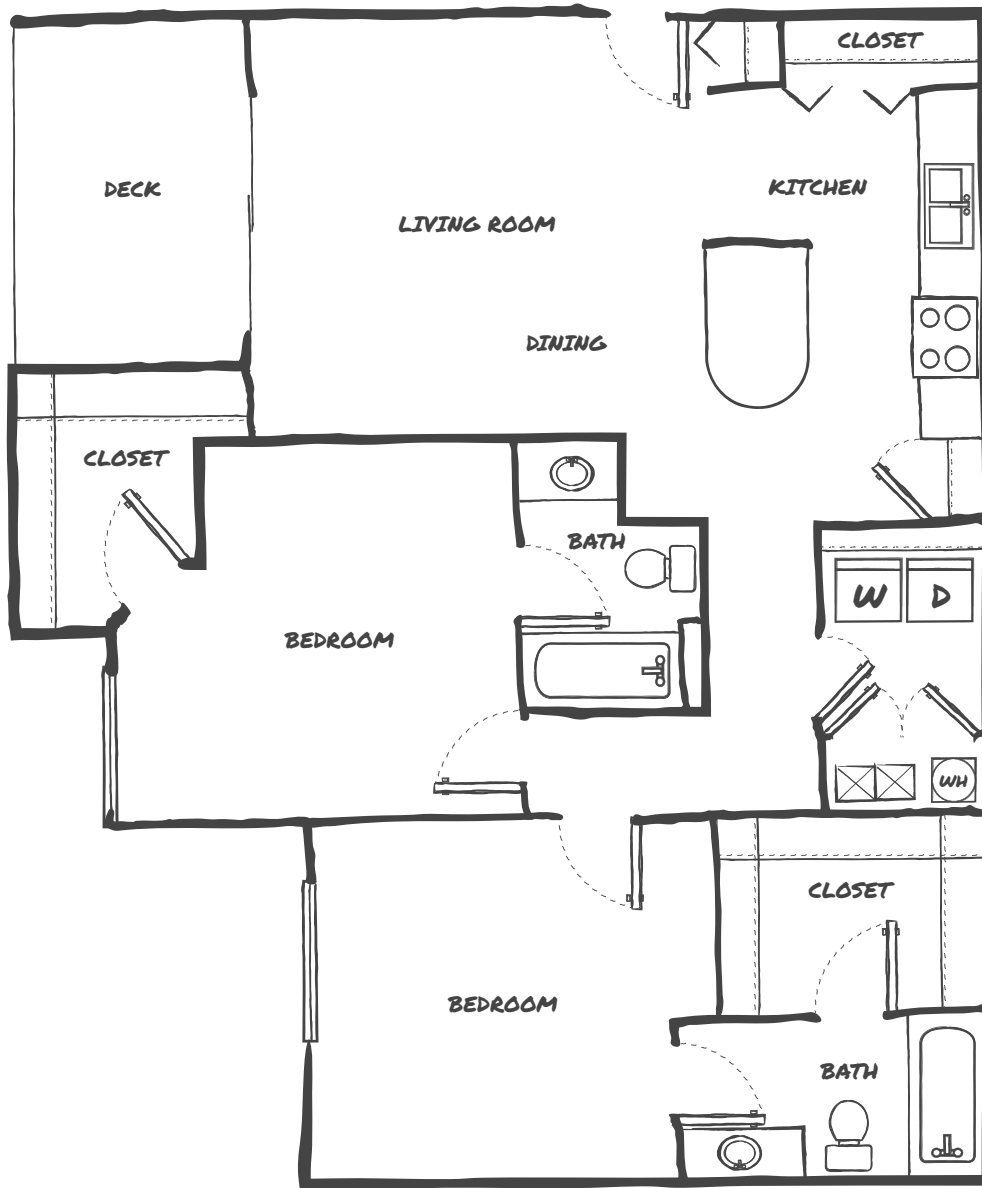 CLOSET
DECK
KITCHEN
LIVING ROOM
DINING
CLOSET
BATH
W
D
BEDROOM
WH
CLOSET
BEDROOM
BATH